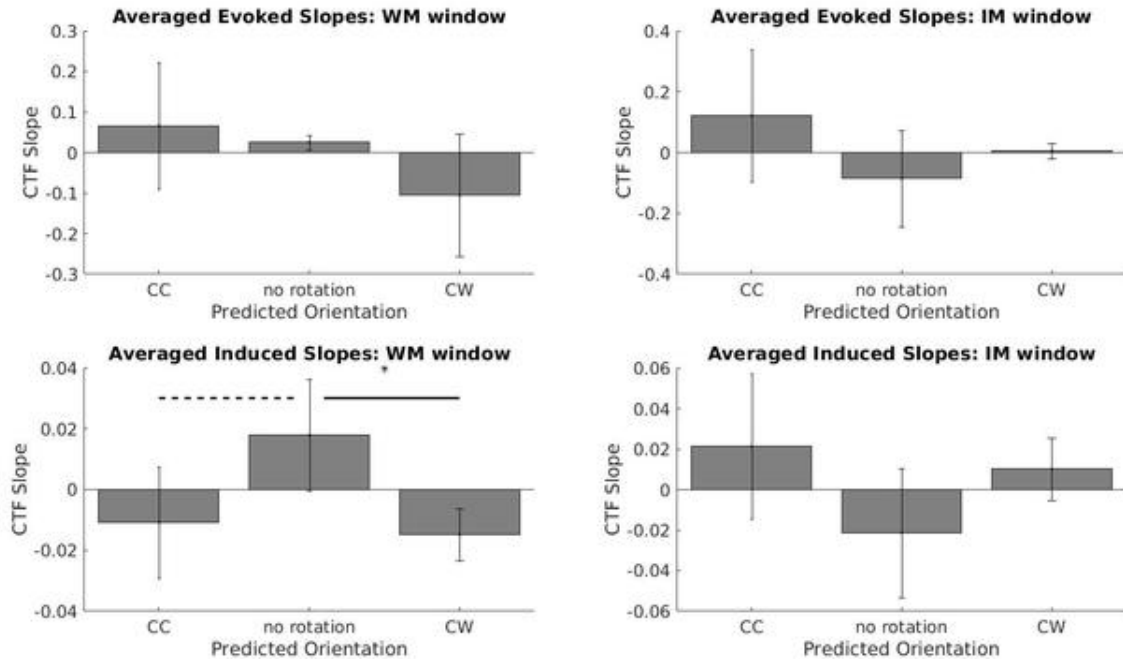 Averaged Evoked Slopes: WM window
0.3
0.2
0.1
0
-0.1
-0.2
-0.3
CTF Slope
CC
no rotation
CW
Predicted Orientation
Averaged Evoked Slopes: IM window
0.4
0.2
0
-0.2
-0.4
CTF Slope
CC
no rotation
CW
Predicted Orientation
Averaged Induced Slopes: WM window
*
0.04
0.02
0
-0.02
-0.04
CTF Slope
CC
no rotation
CW
Predicted Orientation
Averaged Induced Slopes: IM window
0.06
0.04
0.02
0
-0.02
-0.04
-0.06
CTF Slope
CC
no rotation
CW
Predicted Orientation